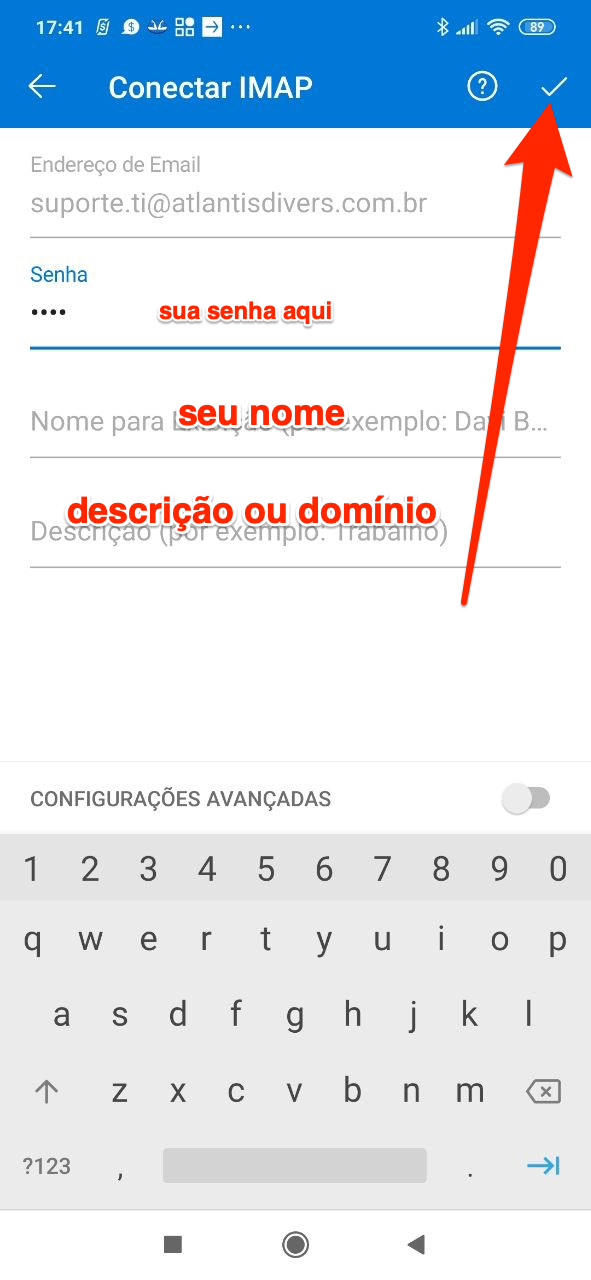 17:41
89
Conectar IMAP
Endereço de Email
suporte.ti@atlantisdivers.com.br
Senha
•••• sua senha aqui
seu nome
Nome para Exibição (por exemplo: Davi B...
descrição ou domínio
Descrição (por exemplo: Trabalho)
CONFIGURAÇÕES AVANÇADAS
1 2 3 4 5 6 7 8 9 0
q w e r t y u i o p
a s d f g h j k l
z x c v b n m
?123 , .